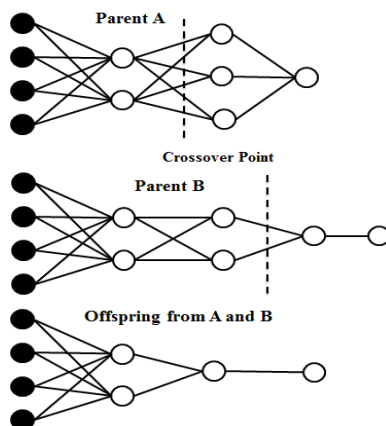 Parent A
Crossover Point
Parent B
Offspring from A and B